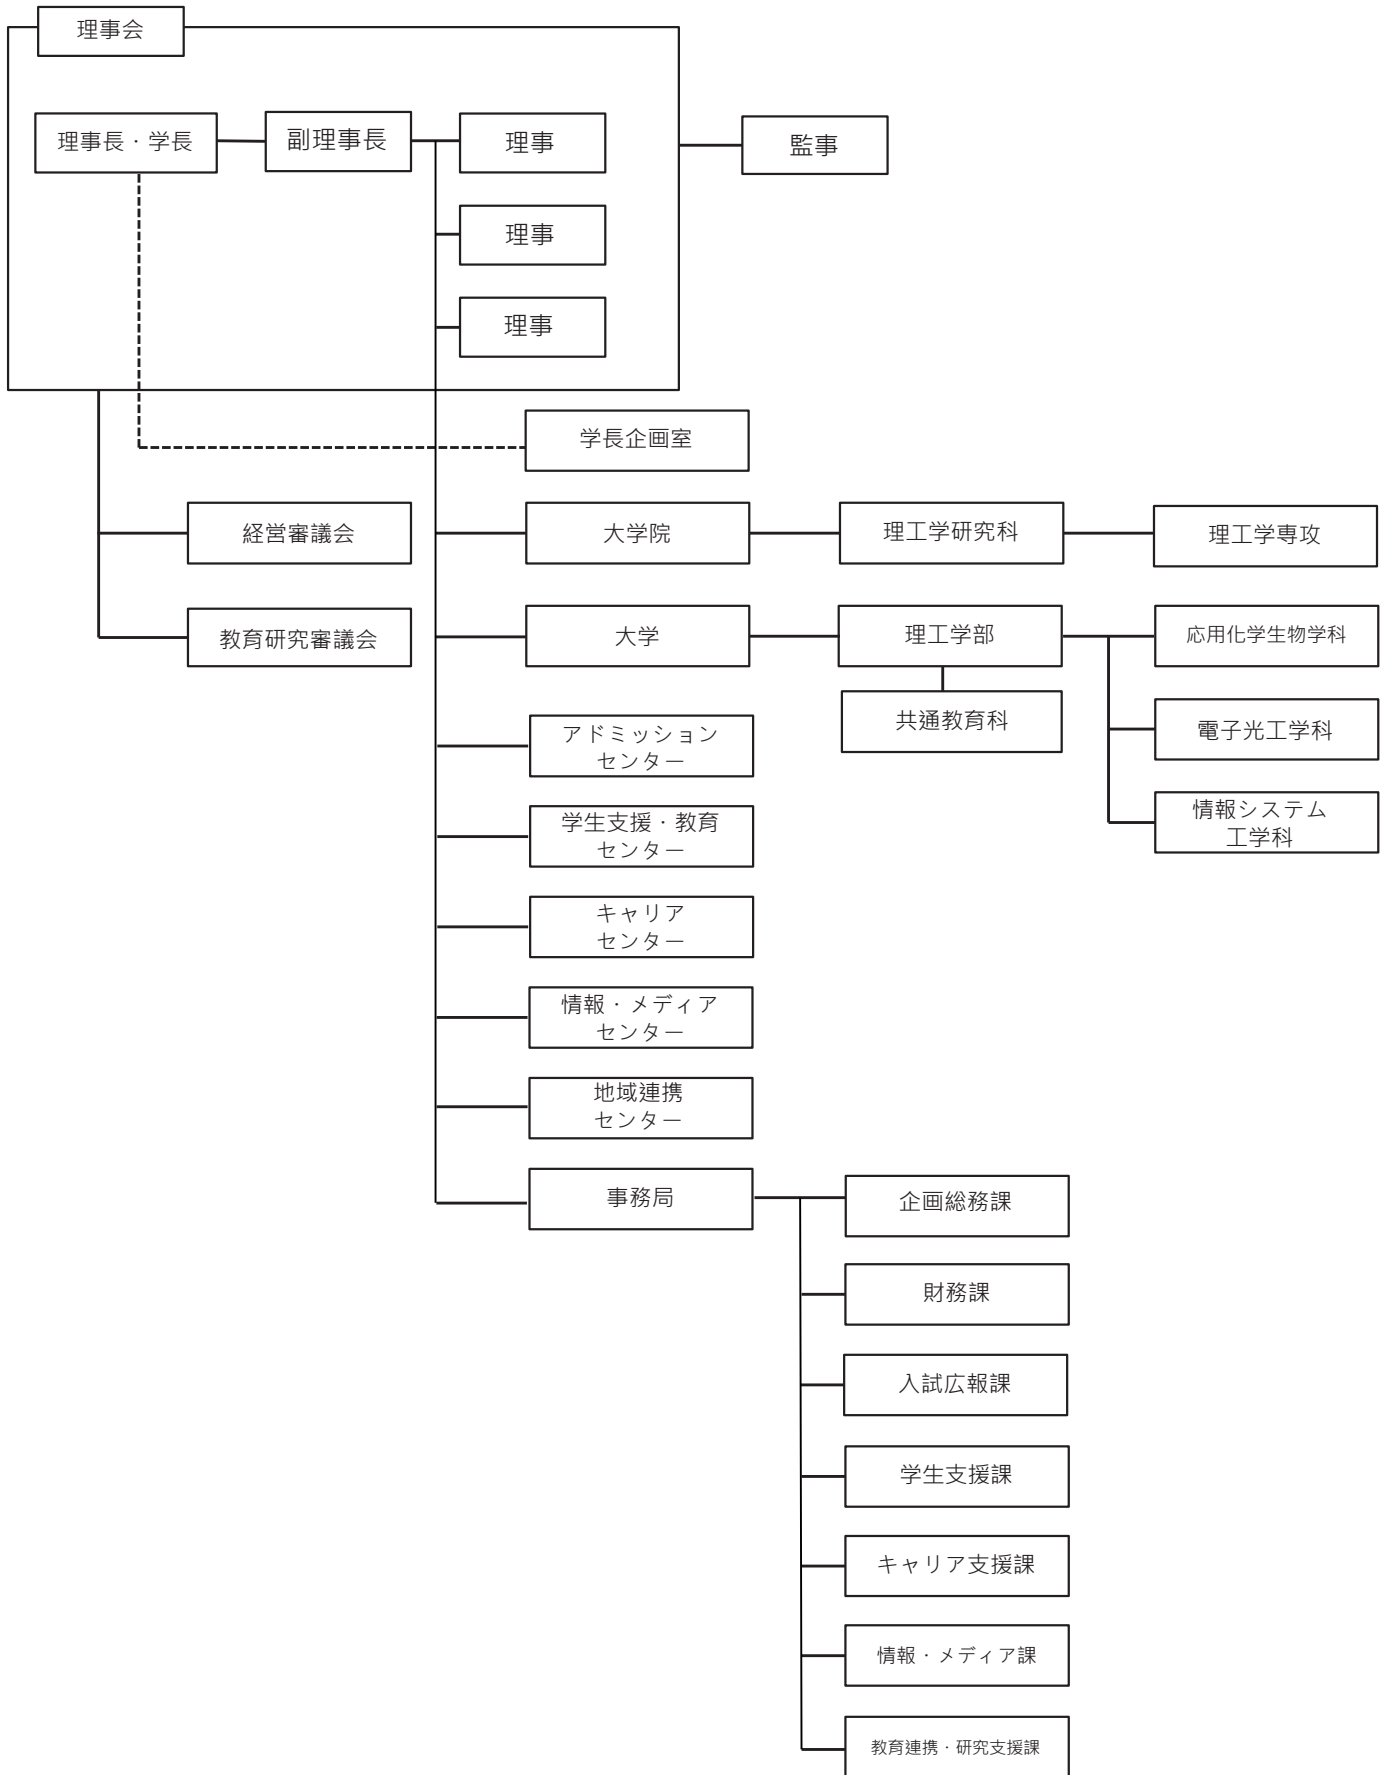 理事会
理事長・学長
副理事長
理事
監事
理事
理事
学長企画室
経営審議会
大学院
理工学研究科
理工学専攻
教育研究審議会
大学
理工学部
応用化学生物学科
共通教育科
電子光工学科
アドミッション
センター
情報システム
工学科
学生支援・教育
センター
キャリア
センター
情報・メディア
センター
地域連携
センター
事務局
企画総務課
財務課
入試広報課
学生支援課
キャリア支援課
情報・メディア課
教育連携・研究支援課